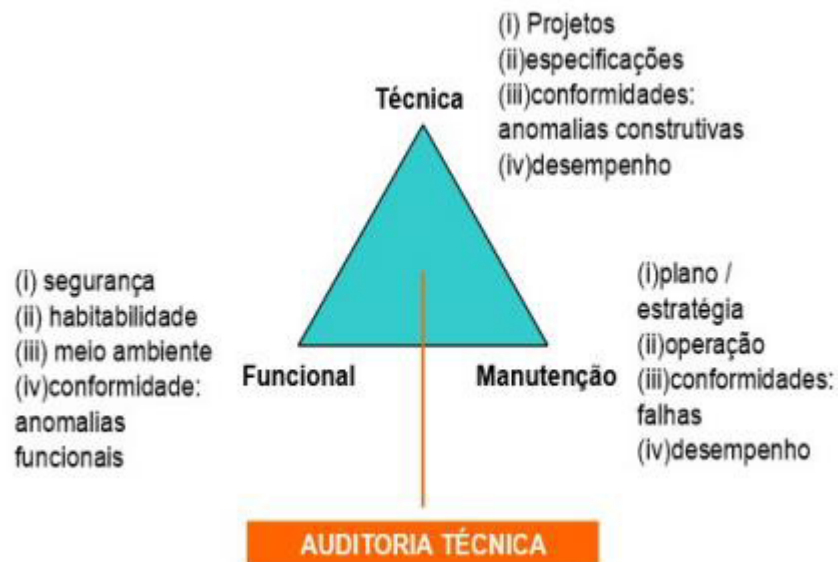 (i) Projetos
(ii)especificações
(iii)conformidades:
anomalias construtivas
(iv)desempenho
Técnica
(i) segurança
(ii) habitabilidade
(iii) meio ambiente
(iv)conformidade:
anomalias
funcionais
Funcional
Manutenção
(i)plano /
estratégia
(ii)operação
(iii)conformidades:
falhas
(iv)desempenho
AUDITORIA TÉCNICA